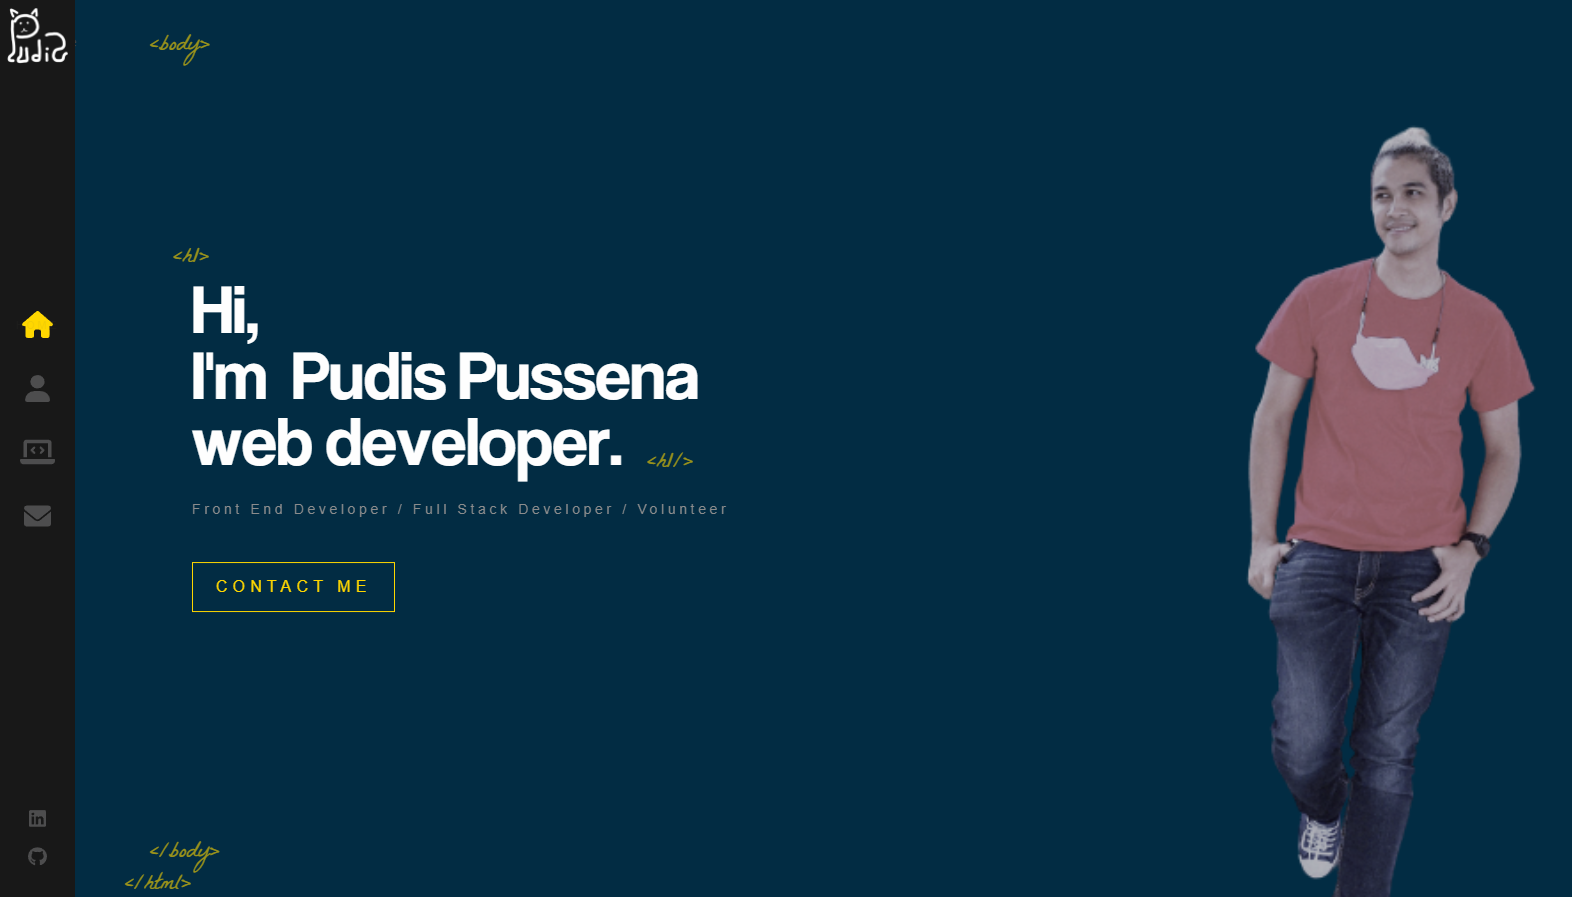 Pudis
<body>
<h1>
Hi,
I'm Pudis Pussena
web developer.
<h1/>
Front End Developer / Full Stack Developer / Volunteer
CONTACT ME
</body>
</html>